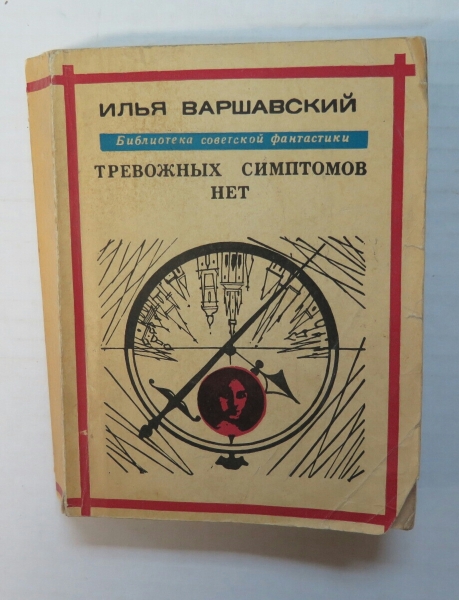 ИЛЬЯ ВАРШАВСКИЙ
Библиотека советской фантастики
ТРЕВОЖНЫХ СИМПТОМОВ
НЕТ